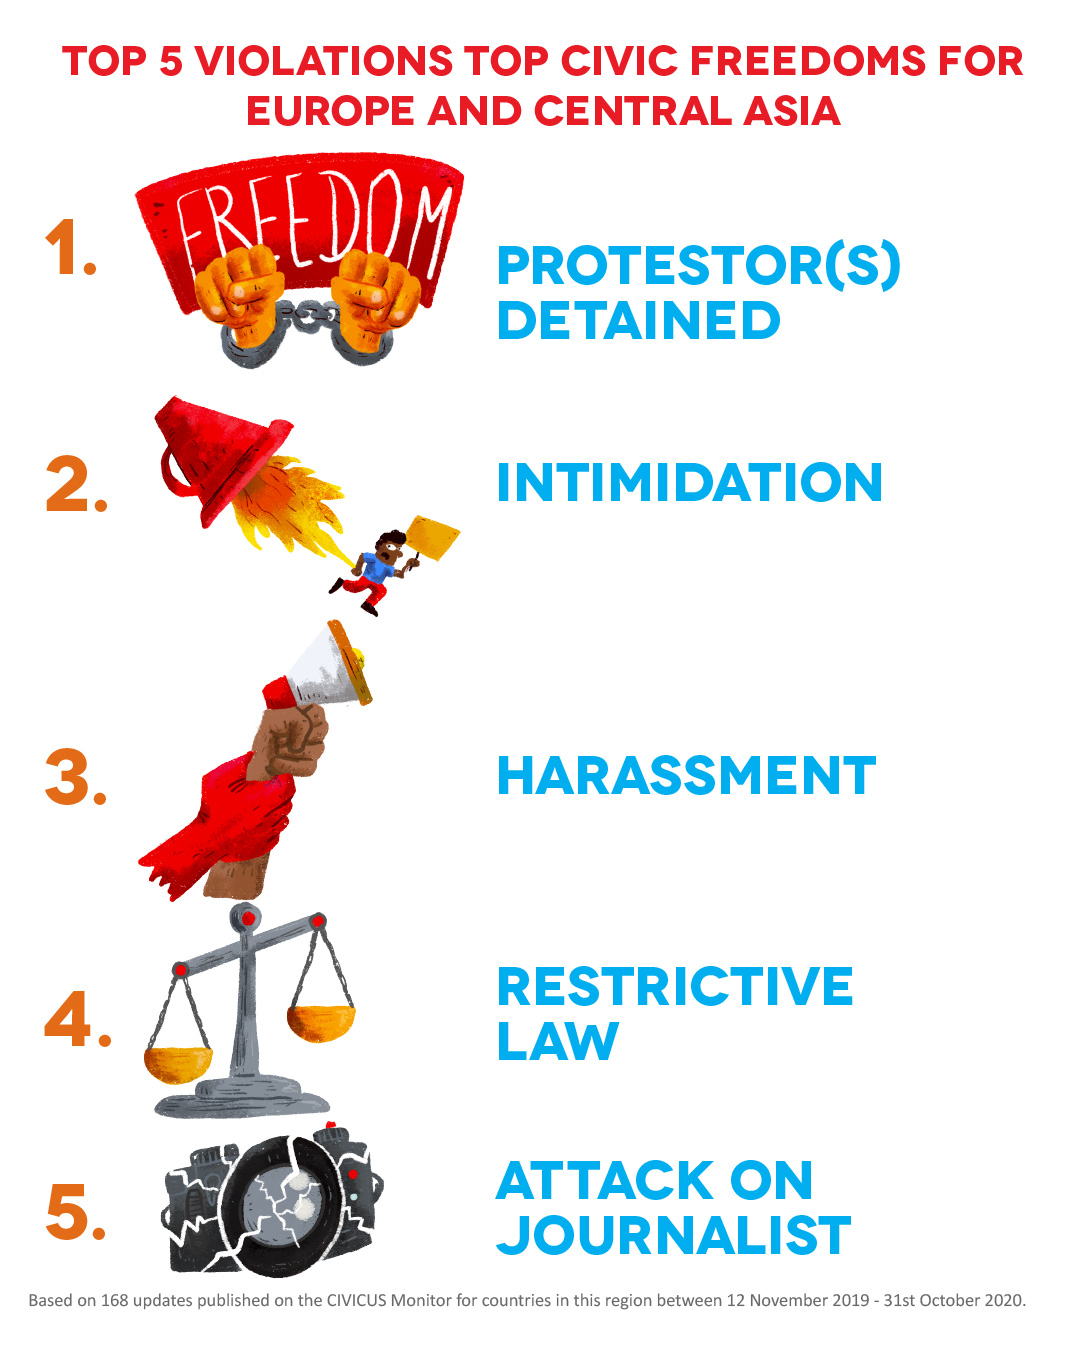 TOP 5 VIOLATIONS TOP CIVIC FREEDOMS FOR
EUROPE AND CENTRAL ASIA
1.
FREEDOM
PROTESTOR(S)
DETAINED
2.
INTIMIDATION
3.
HARASSMENT
4.
RESTRICTIVE
LAW
5.
ATTACK ON
JOURNALIST
Based on 168 updates published on the CIVICUS Monitor for countries in this region between 12 November 2019 - 31st October 2020.